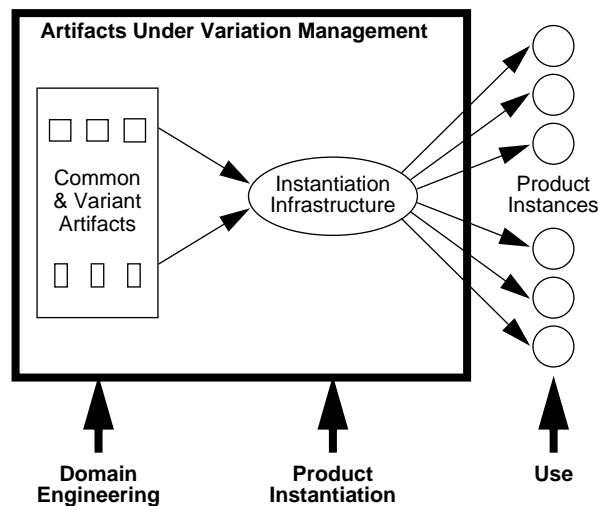 Artifacts Under Variation Management
Common
& Variant
Artifacts
Instantiation
Infrastructure
Product
Instances
Domain
Engineering
Product
Instantiation
Use